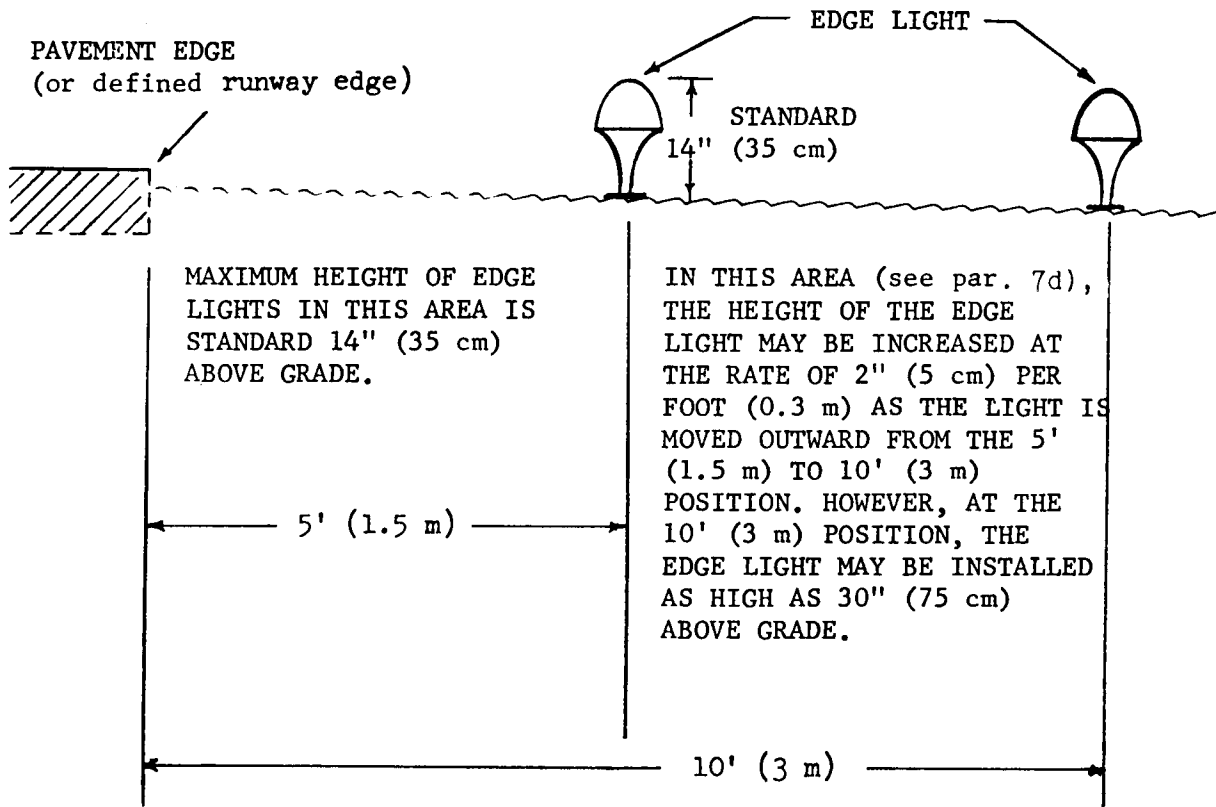 EDGE LIGHT
PAVEMENT EDGE
(or defined runway edge)
STANDARD
14" (35 cm)
MAXIMUM HEIGHT OF EDGE
LIGHTS IN THIS AREA IS
STANDARD 14" (35 cm)
ABOVE GRADE.
IN THIS AREA (see par. 7d),
THE HEIGHT OF THE EDGE
LIGHT MAY BE INCREASED AT
THE RATE OF 2" (5 cm) PER
FOOT (0.3 m) AS THE LIGHT IS
MOVED OUTWARD FROM THE 5'
(1.5 m) TO 10' (3 m)
POSITION. HOWEVER, AT THE
10' (3 m) POSITION, THE
EDGE LIGHT MAY BE INSTALLED
AS HIGH AS 30" (75 cm)
ABOVE GRADE.
5' (1.5 m)
10' (3 m)